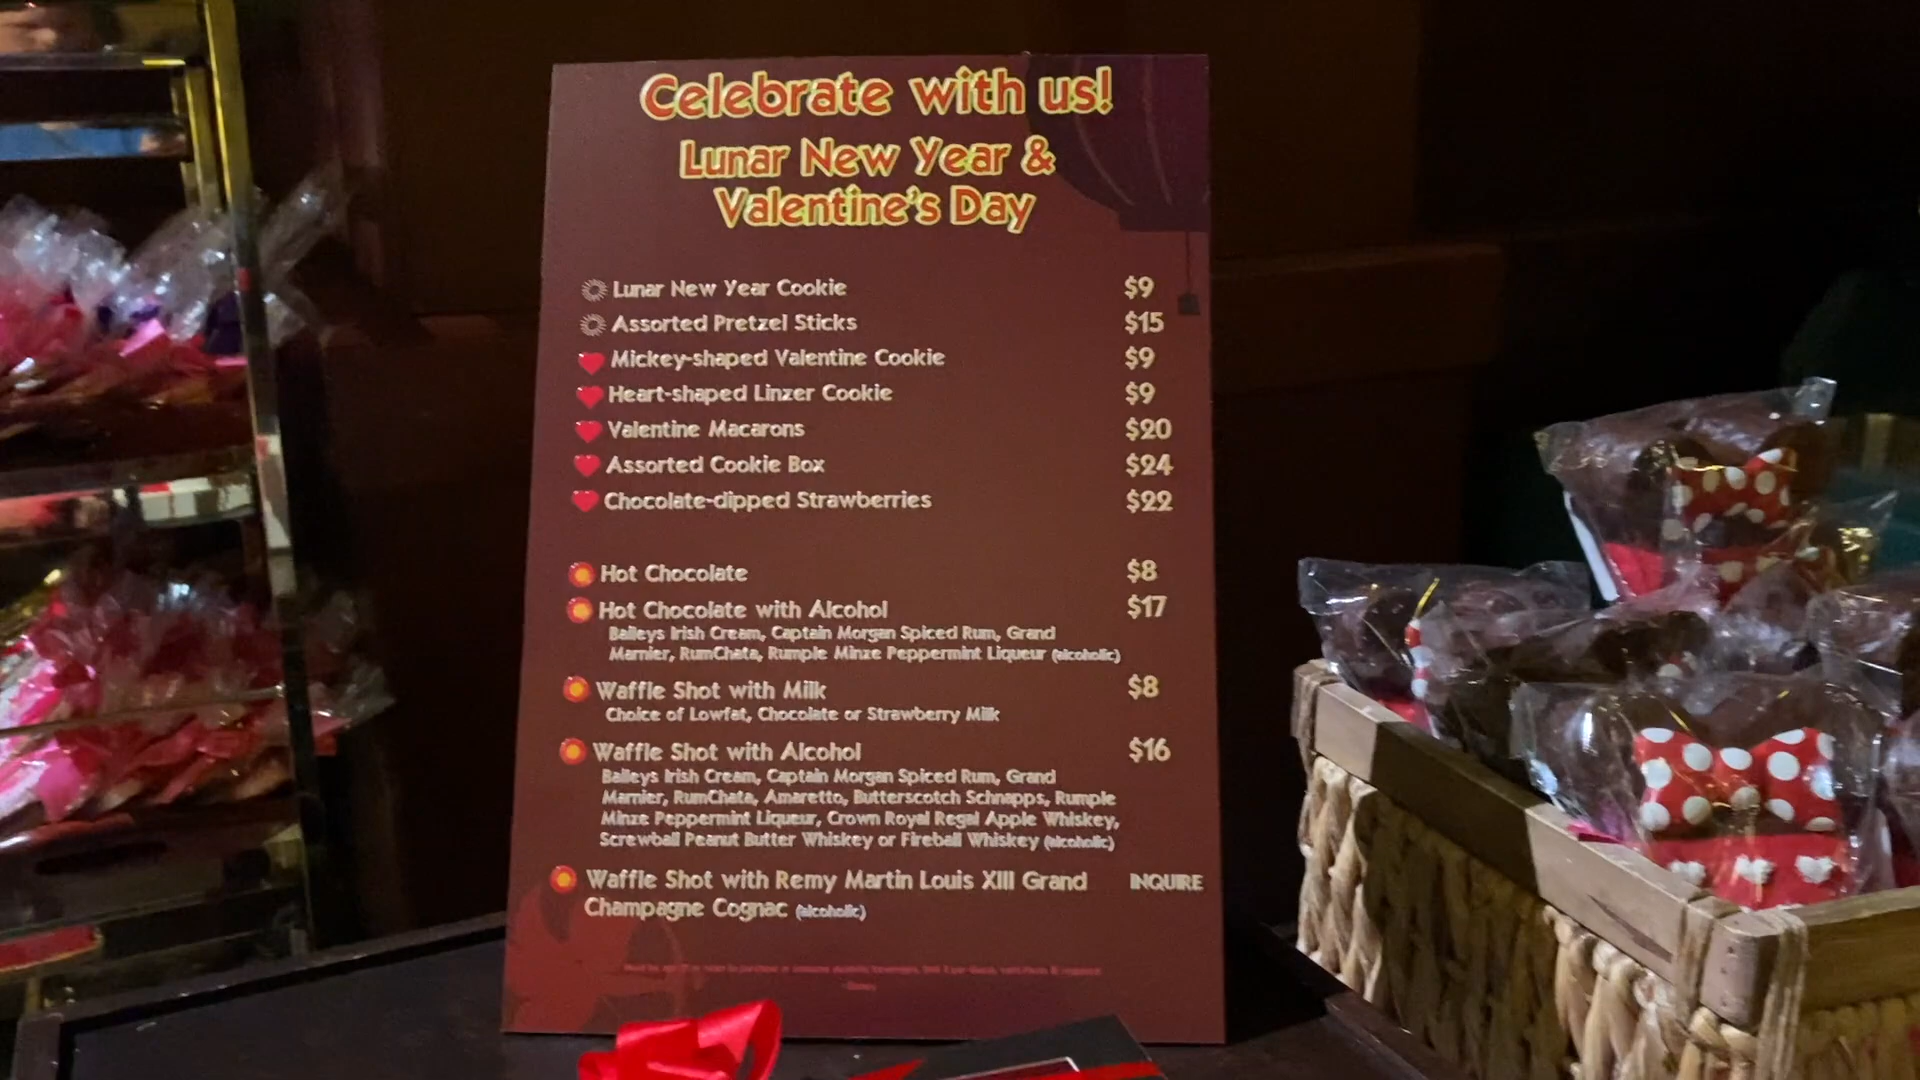 Celebrate with us!
Lunar New Year &
Valentine's Day
Lunar New Year Cookie $9
Assorted Pretzel Sticks $15
Mickey-shaped Valentine Cookie $9
Heart-shaped Linzer Cookie $9
Valentine Macarons $20
Assorted Cookie Box $24
Chocolate-dipped Strawberries $22
Hot Chocolate $8
Hot Chocolate with Alcohol $17
Baileys Irish Cream, Captain Morgan Spiced Rum, Grand
Marnier, RumChata, Rumple Minze Peppermint Liqueur (alcoholic)
Waffle Shot with Milk $8
Choice of Lowfat, Chocolate or Strawberry Milk
Waffle Shot with Alcohol $16
Baileys Irish Cream, Captain Morgan Spiced Rum, Grand
Marnier, RumChata, Amaretto, Butterscotch Schnapps, Rumple
Minze Peppermint Liqueur, Crown Royal Regal Apple Whiskey,
Screwball Peanut Butter Whiskey or Fireball Whiskey (alcoholic)
Waffle Shot with Remy Martin Louis XIII Grand INQUIRE
Champagne Cognac (alcoholic)